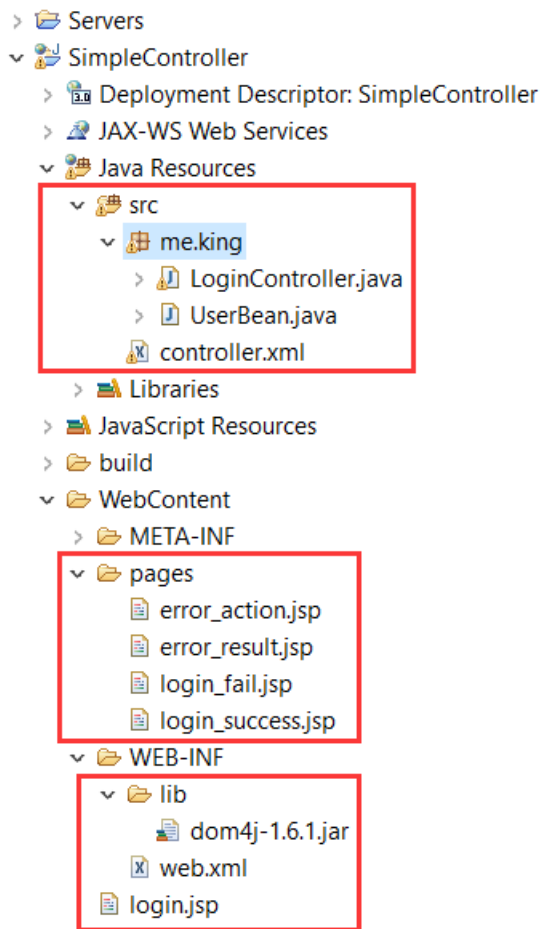 Servers
SimpleController
3.0 Deployment Descriptor: SimpleController
JAX-WS Web Services
Java Resources
src
me.king
J LoginController.java
J UserBean.java
X controller.xml
Libraries
JavaScript Resources
build
WebContent
META-INF
pages
error_action.jsp
error_result.jsp
login_fail.jsp
login_success.jsp
WEB-INF
lib
dom4j-1.6.1.jar
X web.xml
login.jsp